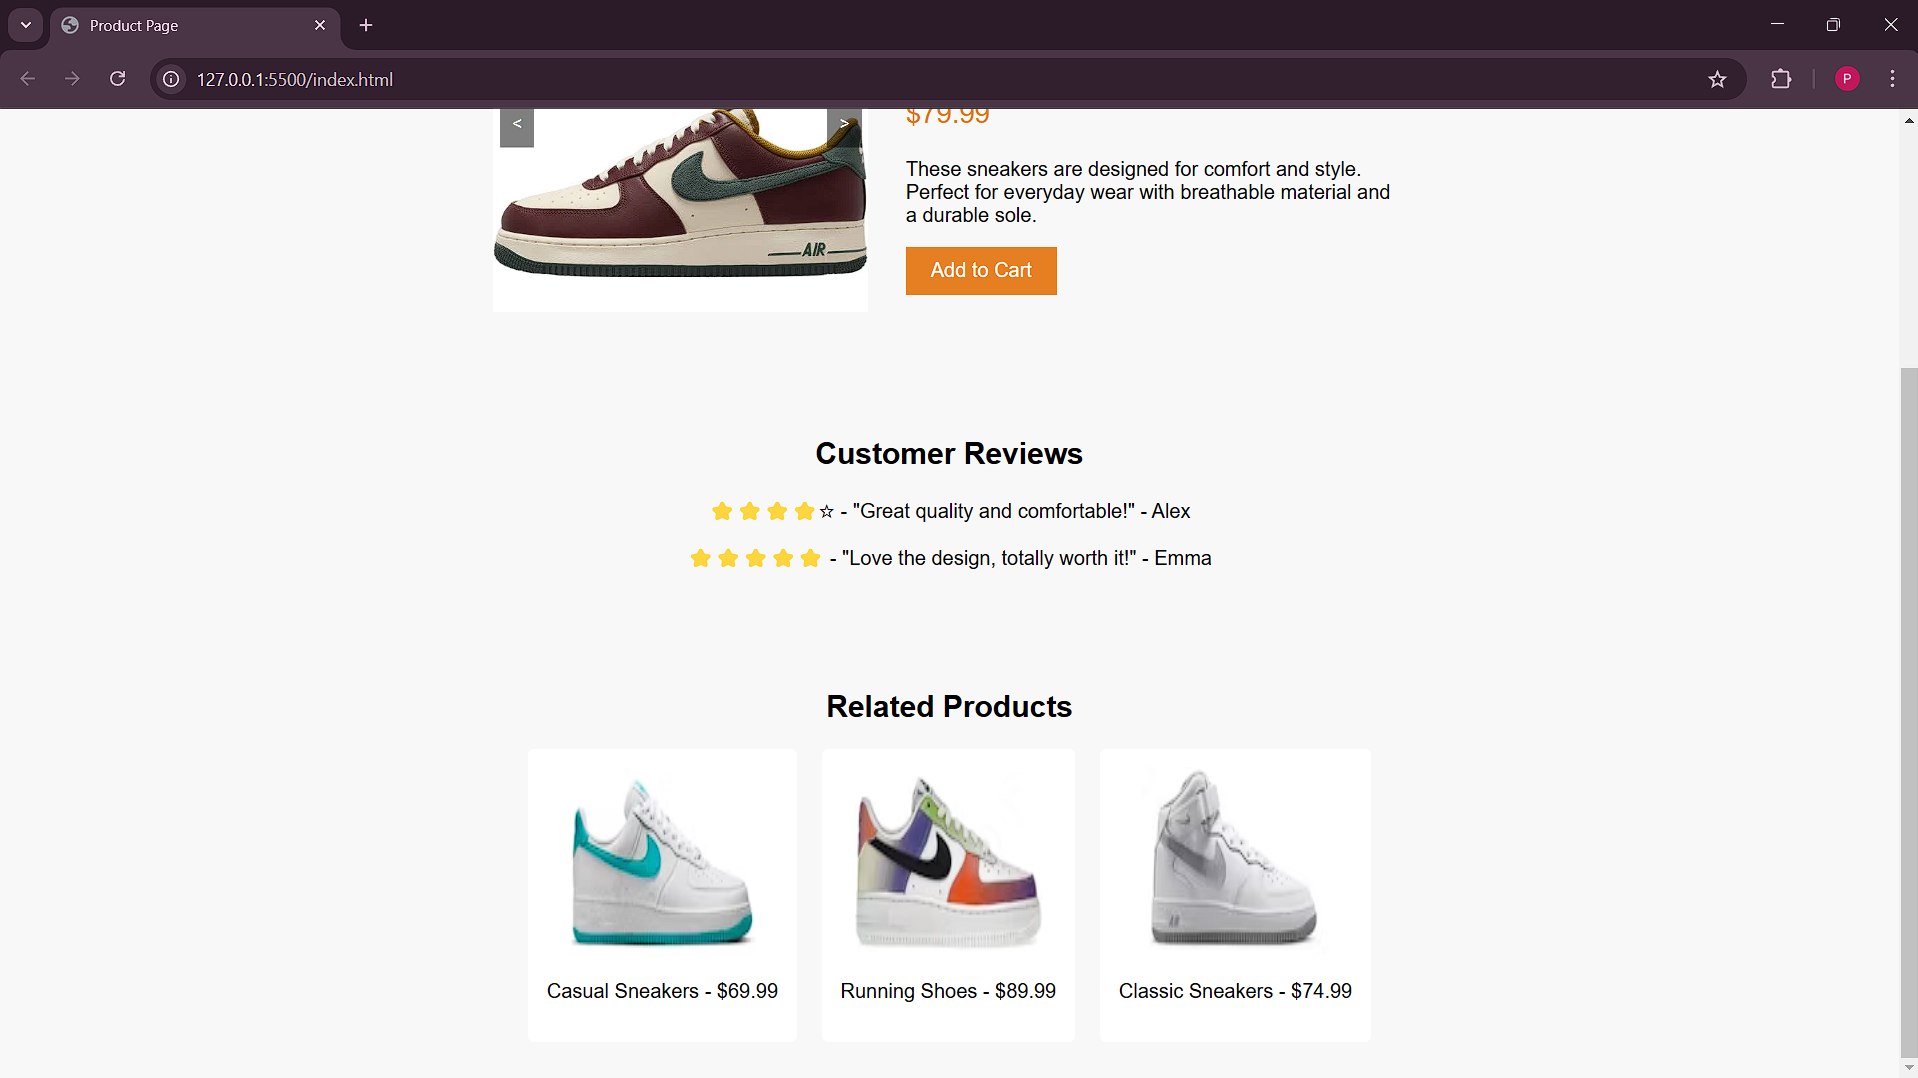 Product Page
127.0.0.1:5500/index.html
P
<
>
AIR
$79.99
These sneakers are designed for comfort and style.
Perfect for everyday wear with breathable material and
a durable sole.
Add to Cart
Customer Reviews
⭐⭐⭐⭐☆ - "Great quality and comfortable!" - Alex
⭐⭐⭐⭐⭐ - "Love the design, totally worth it!" - Emma
Related Products
Casual Sneakers - $69.99
Running Shoes - $89.99
Classic Sneakers - $74.99